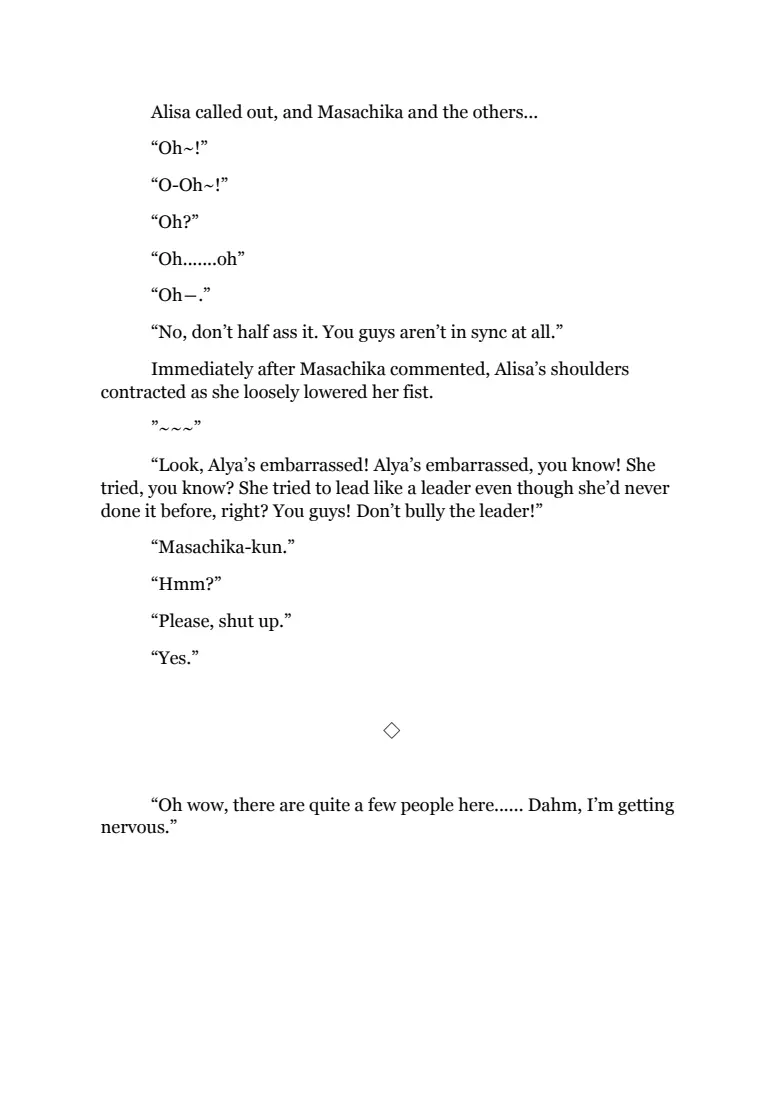 Alisa called out, and Masachika and the others...
“Oh~!”
“O-Oh~!”
“Oh?”
“Oh.......oh”
“Oh―.”
“No, don’t half ass it. You guys aren’t in sync at all.”
Immediately after Masachika commented, Alisa’s shoulders
contracted as she loosely lowered her fist.
”~~~”
“Look, Alya’s embarrassed! Alya’s embarrassed, you know! She
tried, you know? She tried to lead like a leader even though she’d never
done it before, right? You guys! Don’t bully the leader!”
“Masachika-kun.”
“Hmm?”
“Please, shut up.”
“Yes.”
◇
“Oh wow, there are quite a few people here...... Dahm, I’m getting
nervous.”